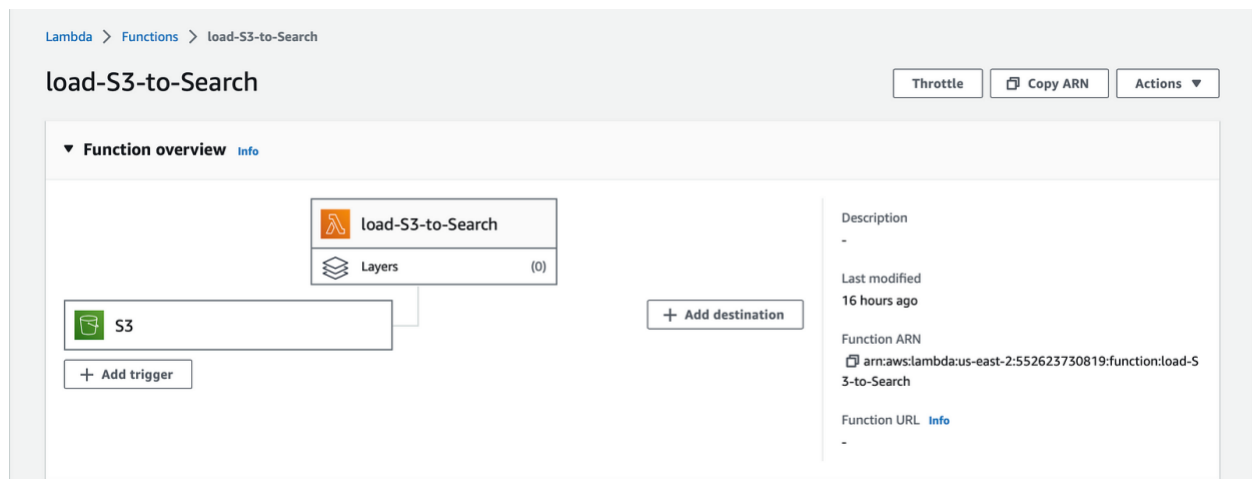 Lambda > Functions > load-S3-to-Search
load-S3-to-Search
Throttle
Copy ARN
Actions ▼
▼ Function overview Info
load-S3-to-Search
Layers (0)
S3
+ Add trigger
+ Add destination
Description
-
Last modified
16 hours ago
Function ARN
arn:aws:lambda:us-east-2:552623730819:function:load-S
3-to-Search
Function URL Info
-